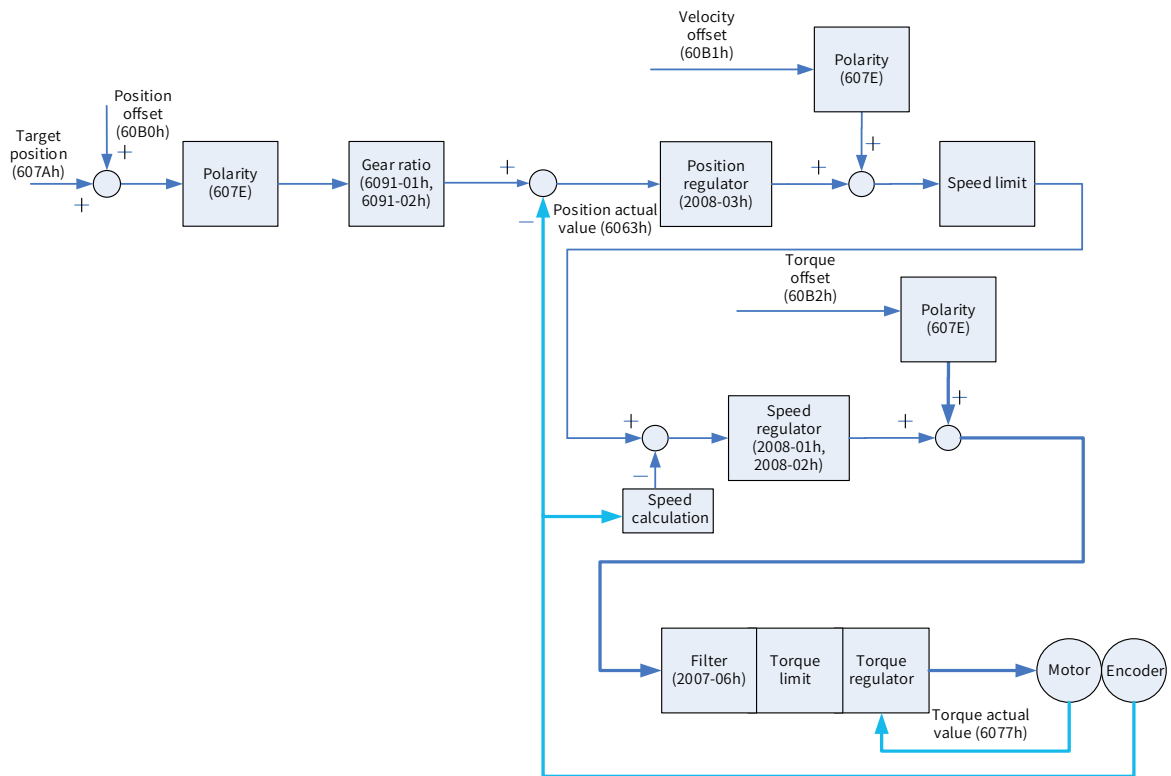 Velocity
offset
(60B1h)
Polarity
(607E)
Position
offset
(60B0h)
Target
position
(607Ah)
+
+
Polarity
(607E)
Gear ratio
(6091-01h,
6091-02h)
+
−
Position actual
value (6063h)
Position
regulator
(2008-03h)
+
+
Speed limit
Torque
offset
(60B2h)
Polarity
(607E)
+
−
Speed
regulator
(2008-01h,
2008-02h)
+
+
Speed
calculation
Filter
(2007-06h)
Torque
limit
Torque
regulator
Motor
Encoder
Torque actual
value (6077h)